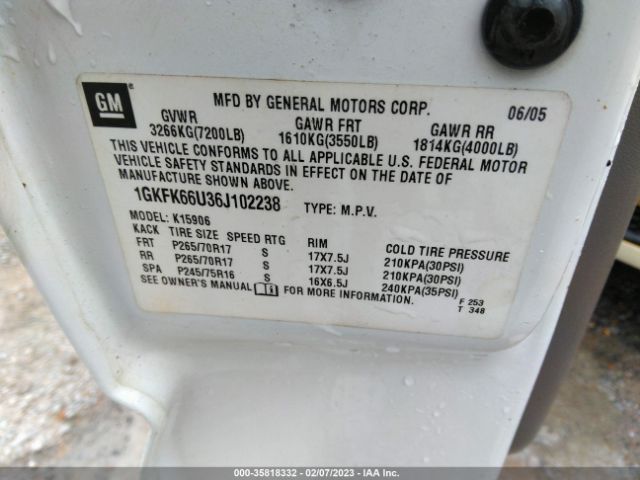 GM
MFD BY GENERAL MOTORS CORP. 06/05
GVWR GAWR FRT GAWR RR
3266KG(7200LB) 1610KG(3550LB) 1814KG(4000LB)
THIS VEHICLE CONFORMS TO ALL APPLICABLE U.S. FEDERAL MOTOR
VEHICLE SAFETY STANDARDS IN EFFECT ON THE DATE OF
MANUFACTURE SHOWN ABOVE.
1GKFK66U36J102238 TYPE: M.P.V.
MODEL: K15906
KACK TIRE SIZE SPEED RTG RIM COLD TIRE PRESSURE
FRT P265/70R17 S 17X7.5J 210KPA(30PSI)
RR P265/70R17 S 17X7.5J 210KPA(30PSI)
SPA P245/75R16 S 16X6.5J 240KPA(35PSI)
SEE OWNER'S MANUAL FOR MORE INFORMATION.
F 253
T 348
000-35818332 - 02/07/2023 - IAA Inc.